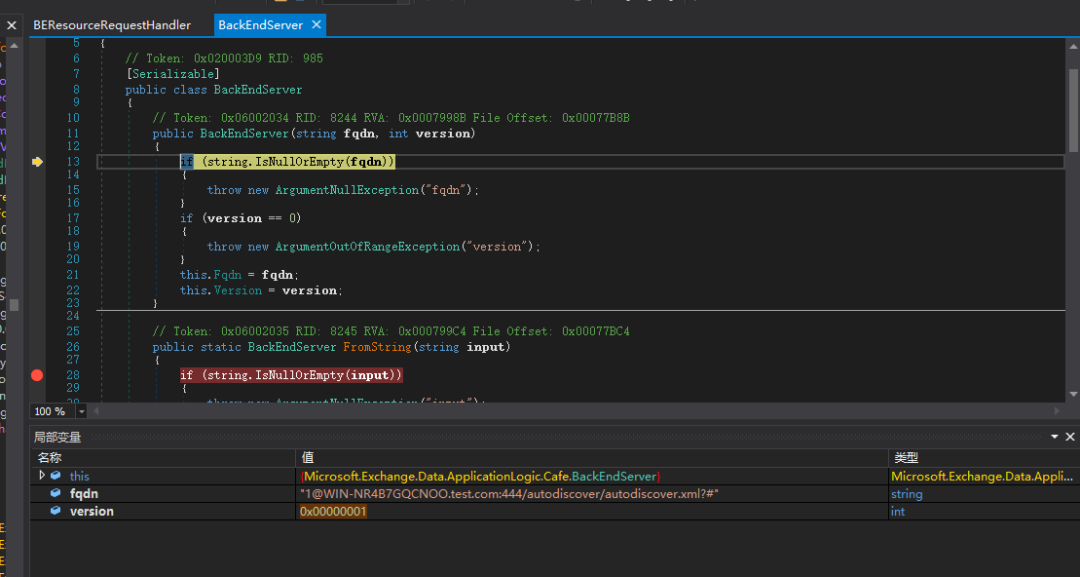 BEResourceRequestHandler BackEndServer ✕
5 {
6 // Token: 0x020003D9 RID: 985
7 [Serializable]
8 public class BackEndServer
9 {
10 // Token: 0x06002034 RID: 8244 RVA: 0x0007998B File Offset: 0x00077B8B
11 public BackEndServer(string fqdn, int version)
12 {
13 if (string.IsNullOrEmpty(fqdn))
14 {
15 throw new ArgumentNullException("fqdn");
16 }
17 if (version == 0)
18 {
19 throw new ArgumentOutOfRangeException("version");
20 }
21 this.Fqdn = fqdn;
22 this.Version = version;
23 }
24
25 // Token: 0x06002035 RID: 8245 RVA: 0x000799C4 File Offset: 0x00077BC4
26 public static BackEndServer FromString(string input)
27 {
28 if (string.IsNullOrEmpty(input))
29 {
100 %
局部变量
名称 值 类型
this {Microsoft.Exchange.Data.ApplicationLogic.Cafe.BackEndServer} Microsoft.Exchange.Data.Appli...
fqdn "1@WIN-NR4B7GQCNOO.test.com:444/autodiscover/autodiscover.xml?#" string
version 0x00000001 int